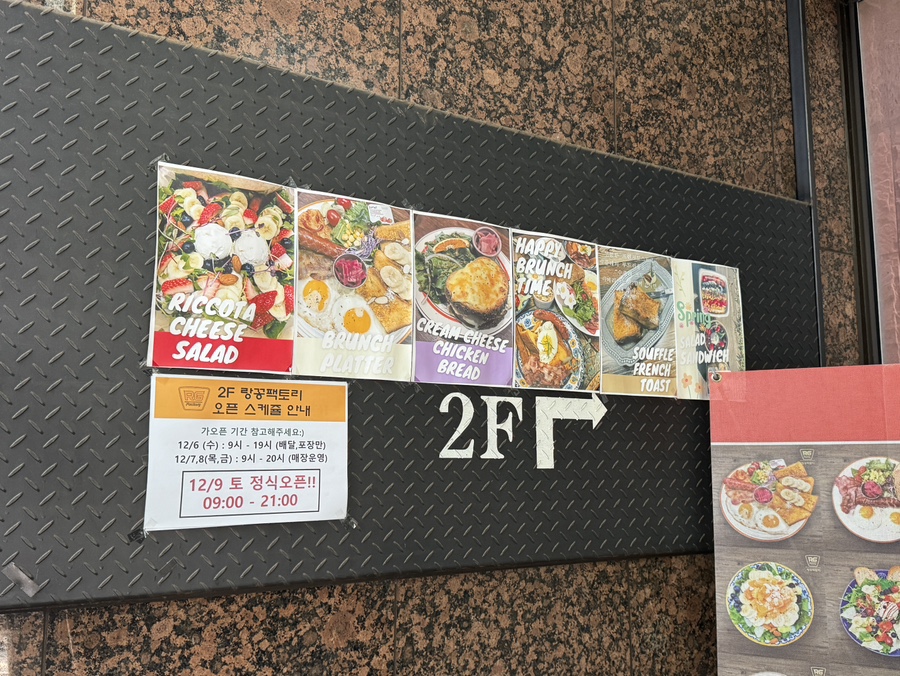 RICCOTA
CHEESE
SALAD
BRUNCH
PLATTER
CREAM CHEESE
CHICKEN
BREAD
HAPPY
BRUNCH
TIME
SOUFFLE
FRENCH
TOAST
Spring
SALAD
SANDWICH
2F
2F 랑꽁팩토리
오픈 스케쥴 안내
가오픈 기간 참고해주세요:)
12/6 (수) : 9시 - 19시 (배달,포장만)
12/7,8(목,금) : 9시 - 20시 (매장운영)
12/9 토 정식오픈!!
09:00 - 21:00